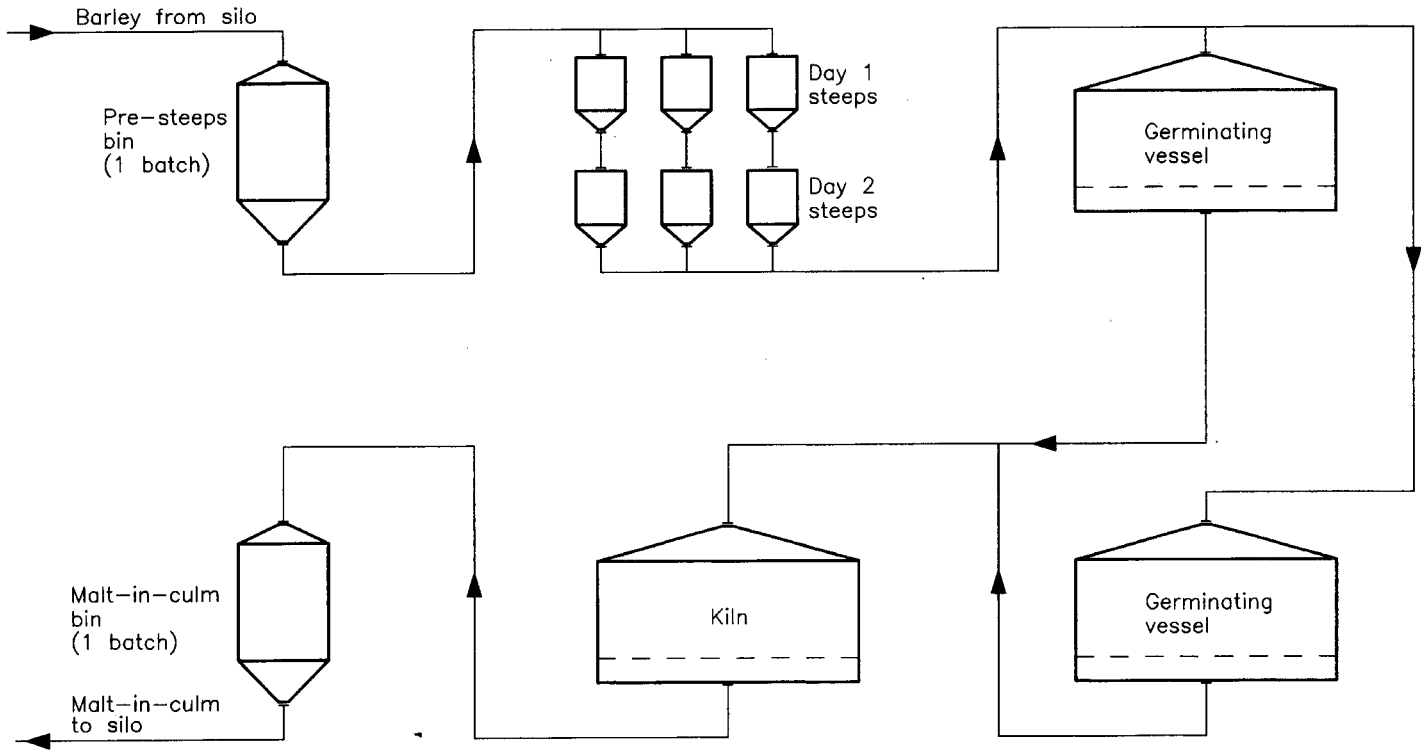 Barley from silo
Pre-steeps
bin
(1 batch)
Day 1
steeps
Day 2
steeps
Germinating
vessel
Malt-in-culm
bin
(1 batch)
Malt-in-culm
to silo
Kiln
Germinating
vessel